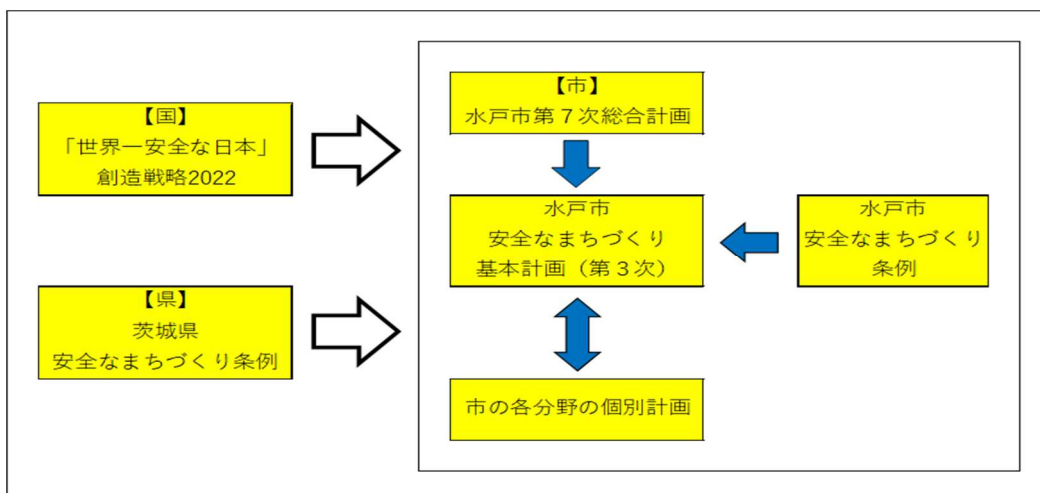 【国】
「世界一安全な日本」
創造戦略2022
【県】
茨城県
安全なまちづくり条例
【市】
水戸市第７次総合計画
水戸市
安全なまちづくり
基本計画（第３次）
水戸市
安全なまちづくり
条例
市の各分野の個別計画